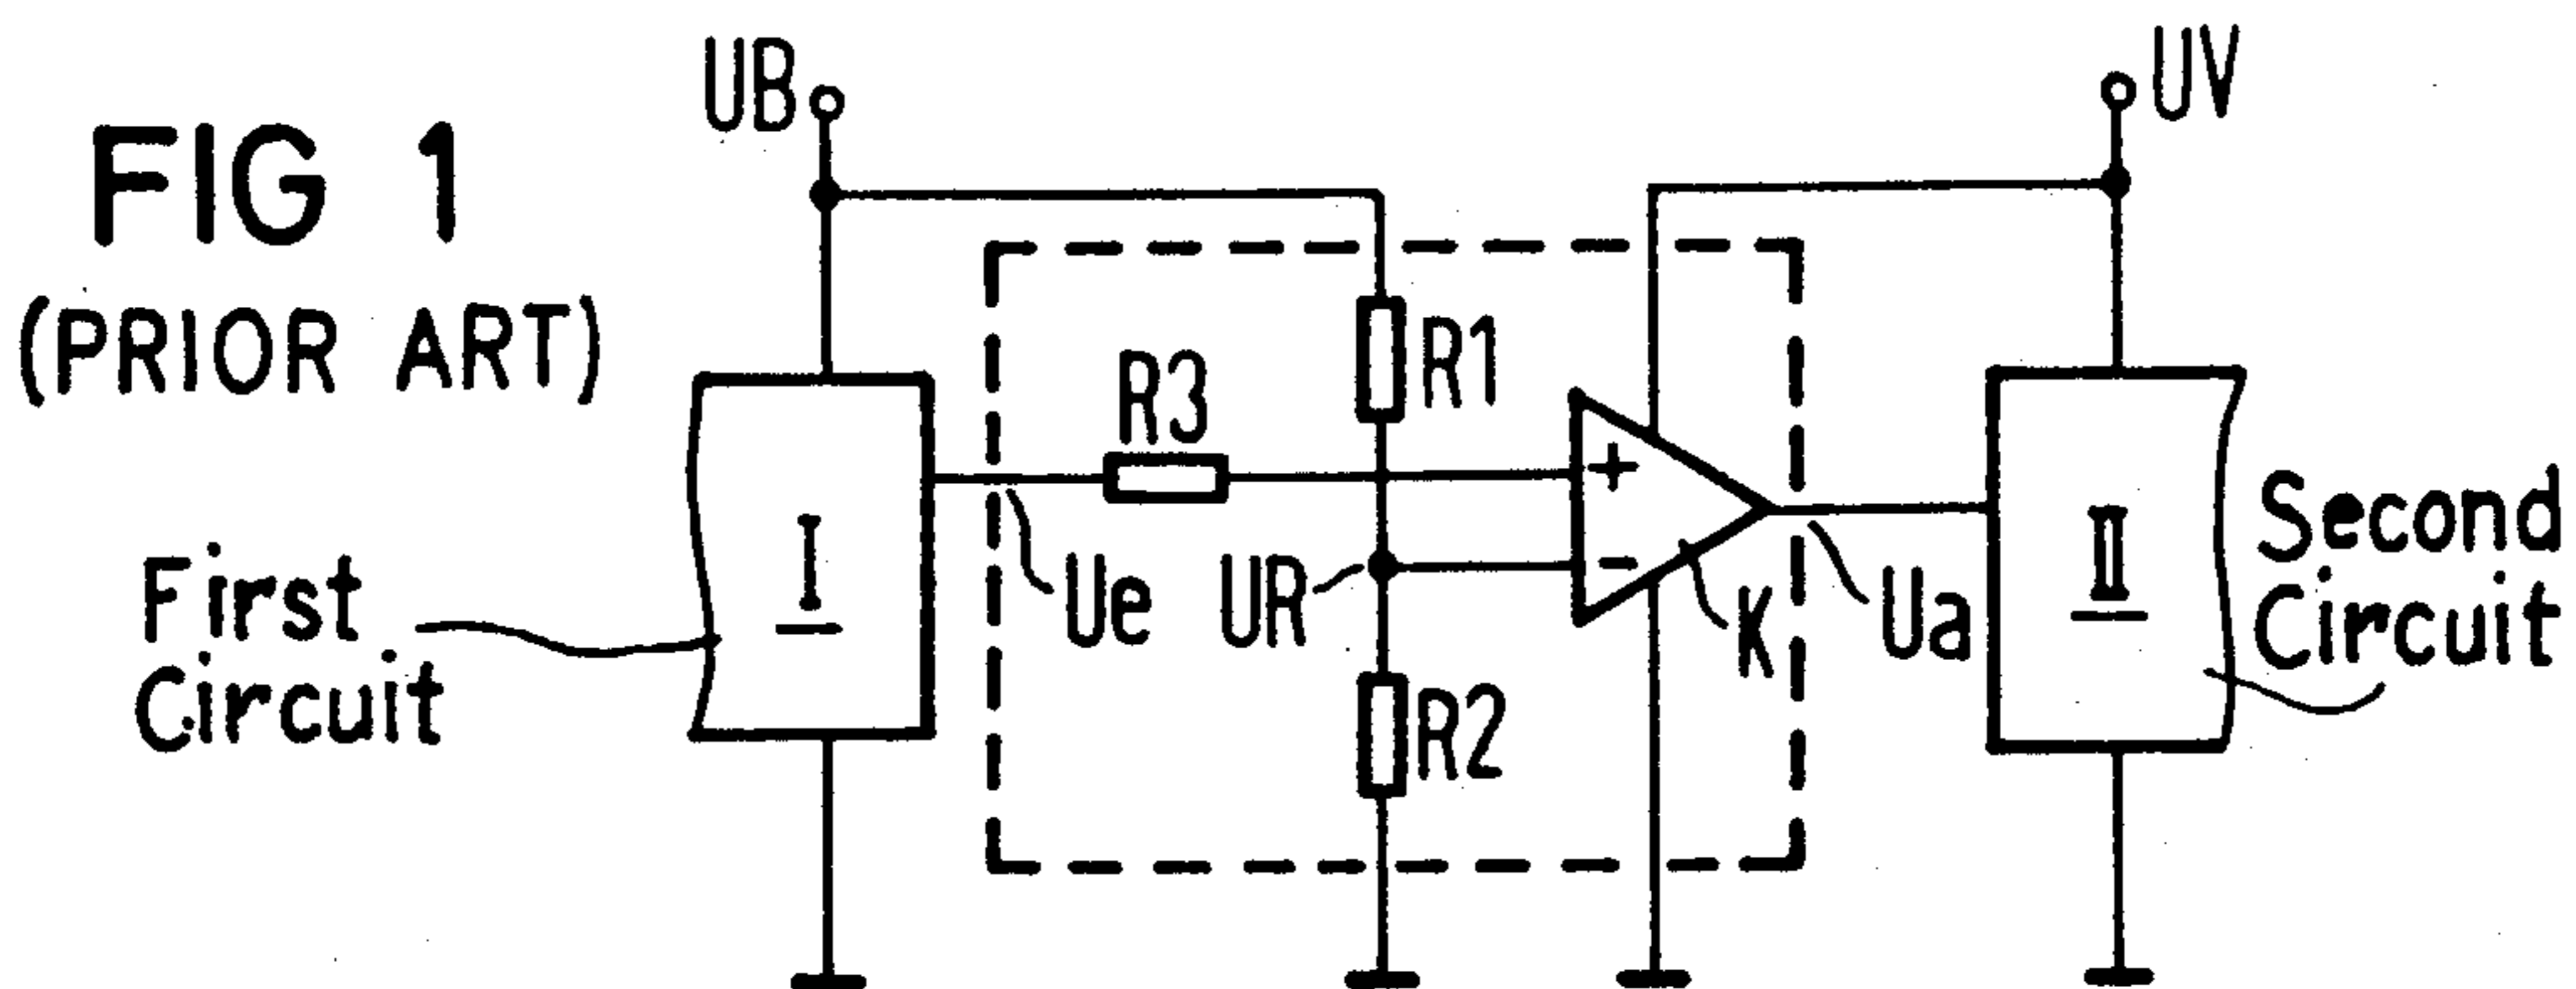 FIG 1
(PRIOR ART)
UB
UV
R1
R3
+
-
I
II
Ue
UR
K
Ua
R2
First
Circuit
Second
Circuit